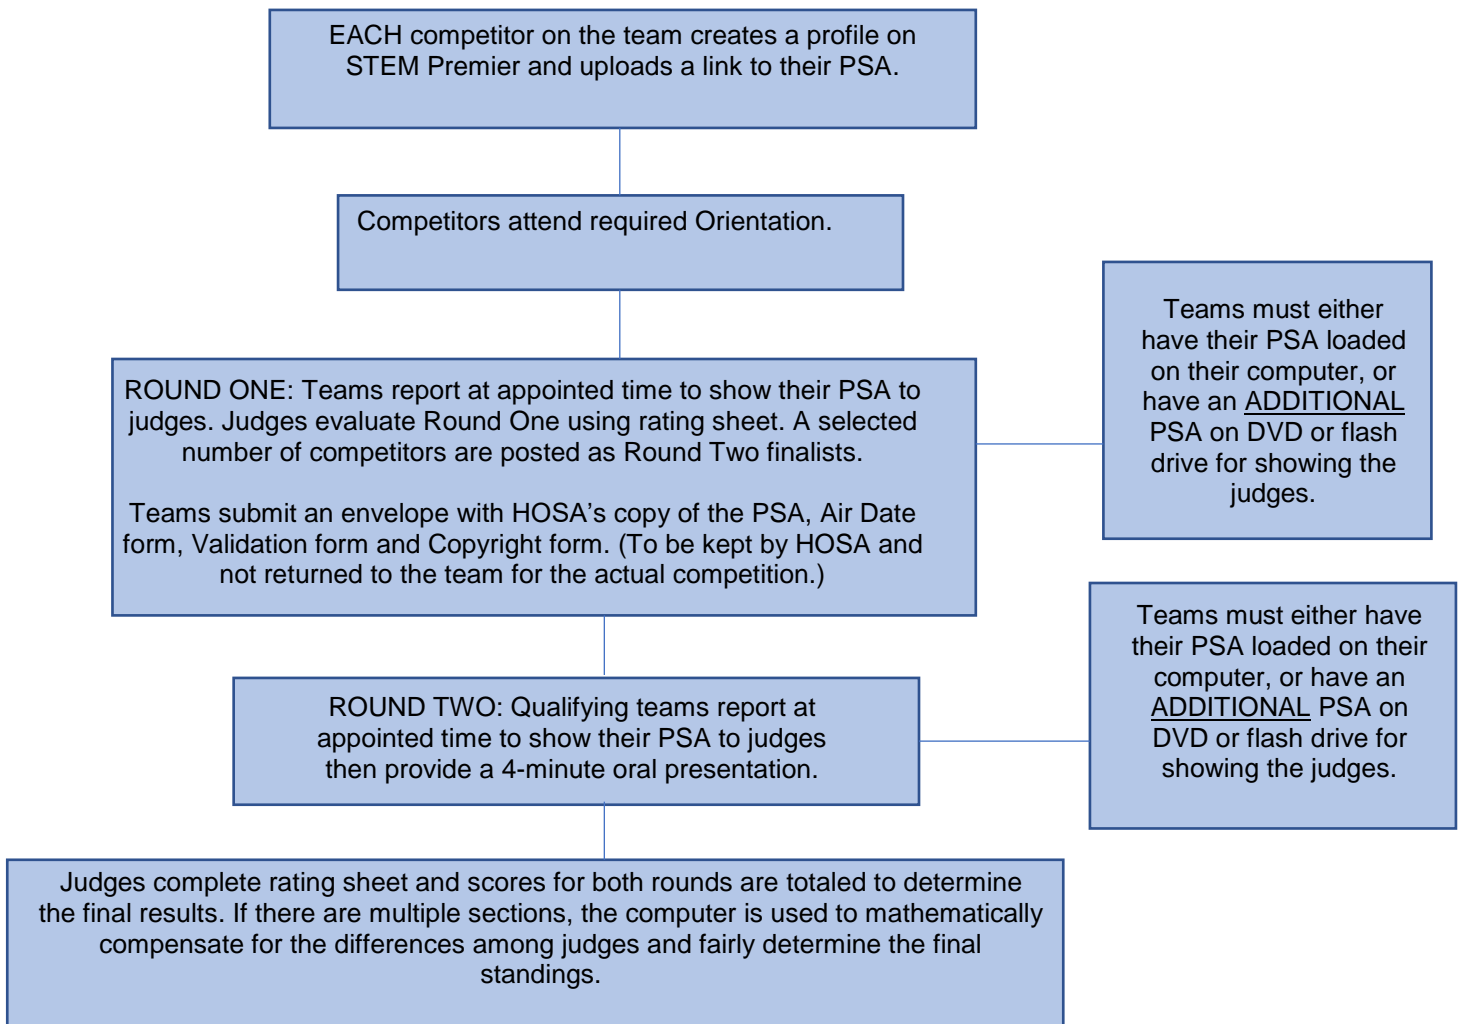 EACH competitor on the team creates a profile on
STEM Premier and uploads a link to their PSA.
Competitors attend required Orientation.
ROUND ONE: Teams report at appointed time to show their PSA to
judges. Judges evaluate Round One using rating sheet. A selected
number of competitors are posted as Round Two finalists.
Teams submit an envelope with HOSA’s copy of the PSA, Air Date
form, Validation form and Copyright form. (To be kept by HOSA and
not returned to the team for the actual competition.)
Teams must either
have their PSA loaded
on their computer, or
have an ADDITIONAL
PSA on DVD or flash
drive for showing the
judges.
ROUND TWO: Qualifying teams report at
appointed time to show their PSA to judges
then provide a 4-minute oral presentation.
Teams must either have
their PSA loaded on their
computer, or have an
ADDITIONAL PSA on
DVD or flash drive for
showing the judges.
Judges complete rating sheet and scores for both rounds are totaled to determine
the final results. If there are multiple sections, the computer is used to mathematically
compensate for the differences among judges and fairly determine the final
standings.